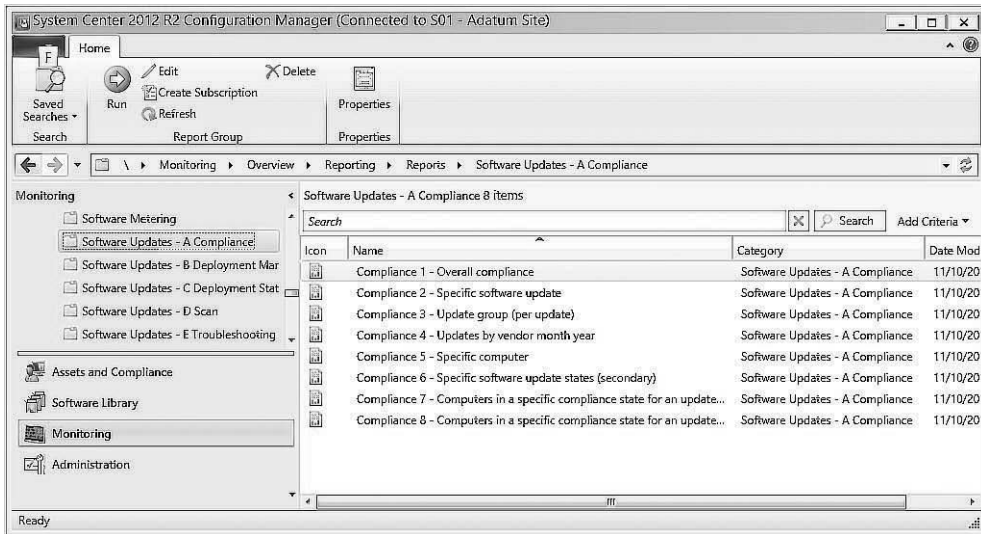 System Center 2012 R2 Configuration Manager (Connected to S01 - Adatum Site)
F
Home
Saved Searches
Search
Run
Edit
Create Subscription
Refresh
Delete
Report Group
Properties
Properties
\ Monitoring Overview Reporting Reports Software Updates - A Compliance
Monitoring
Software Metering
Software Updates - A Compliance
Software Updates - B Deployment Mar
Software Updates - C Deployment Stat
Software Updates - D Scan
Software Updates - E Troubleshooting
Assets and Compliance
Software Library
Monitoring
Administration
Software Updates - A Compliance 8 items
Search Search Add Criteria
Icon Name Category Date Mod
Compliance 1 - Overall compliance Software Updates - A Compliance 11/10/20
Compliance 2 - Specific software update Software Updates - A Compliance 11/10/20
Compliance 3 - Update group (per update) Software Updates - A Compliance 11/10/20
Compliance 4 - Updates by vendor month year Software Updates - A Compliance 11/10/20
Compliance 5 - Specific computer Software Updates - A Compliance 11/10/20
Compliance 6 - Specific software update states (secondary) Software Updates - A Compliance 11/10/20
Compliance 7 - Computers in a specific compliance state for an update... Software Updates - A Compliance 11/10/20
Compliance 8 - Computers in a specific compliance state for an update... Software Updates - A Compliance 11/10/20
Ready